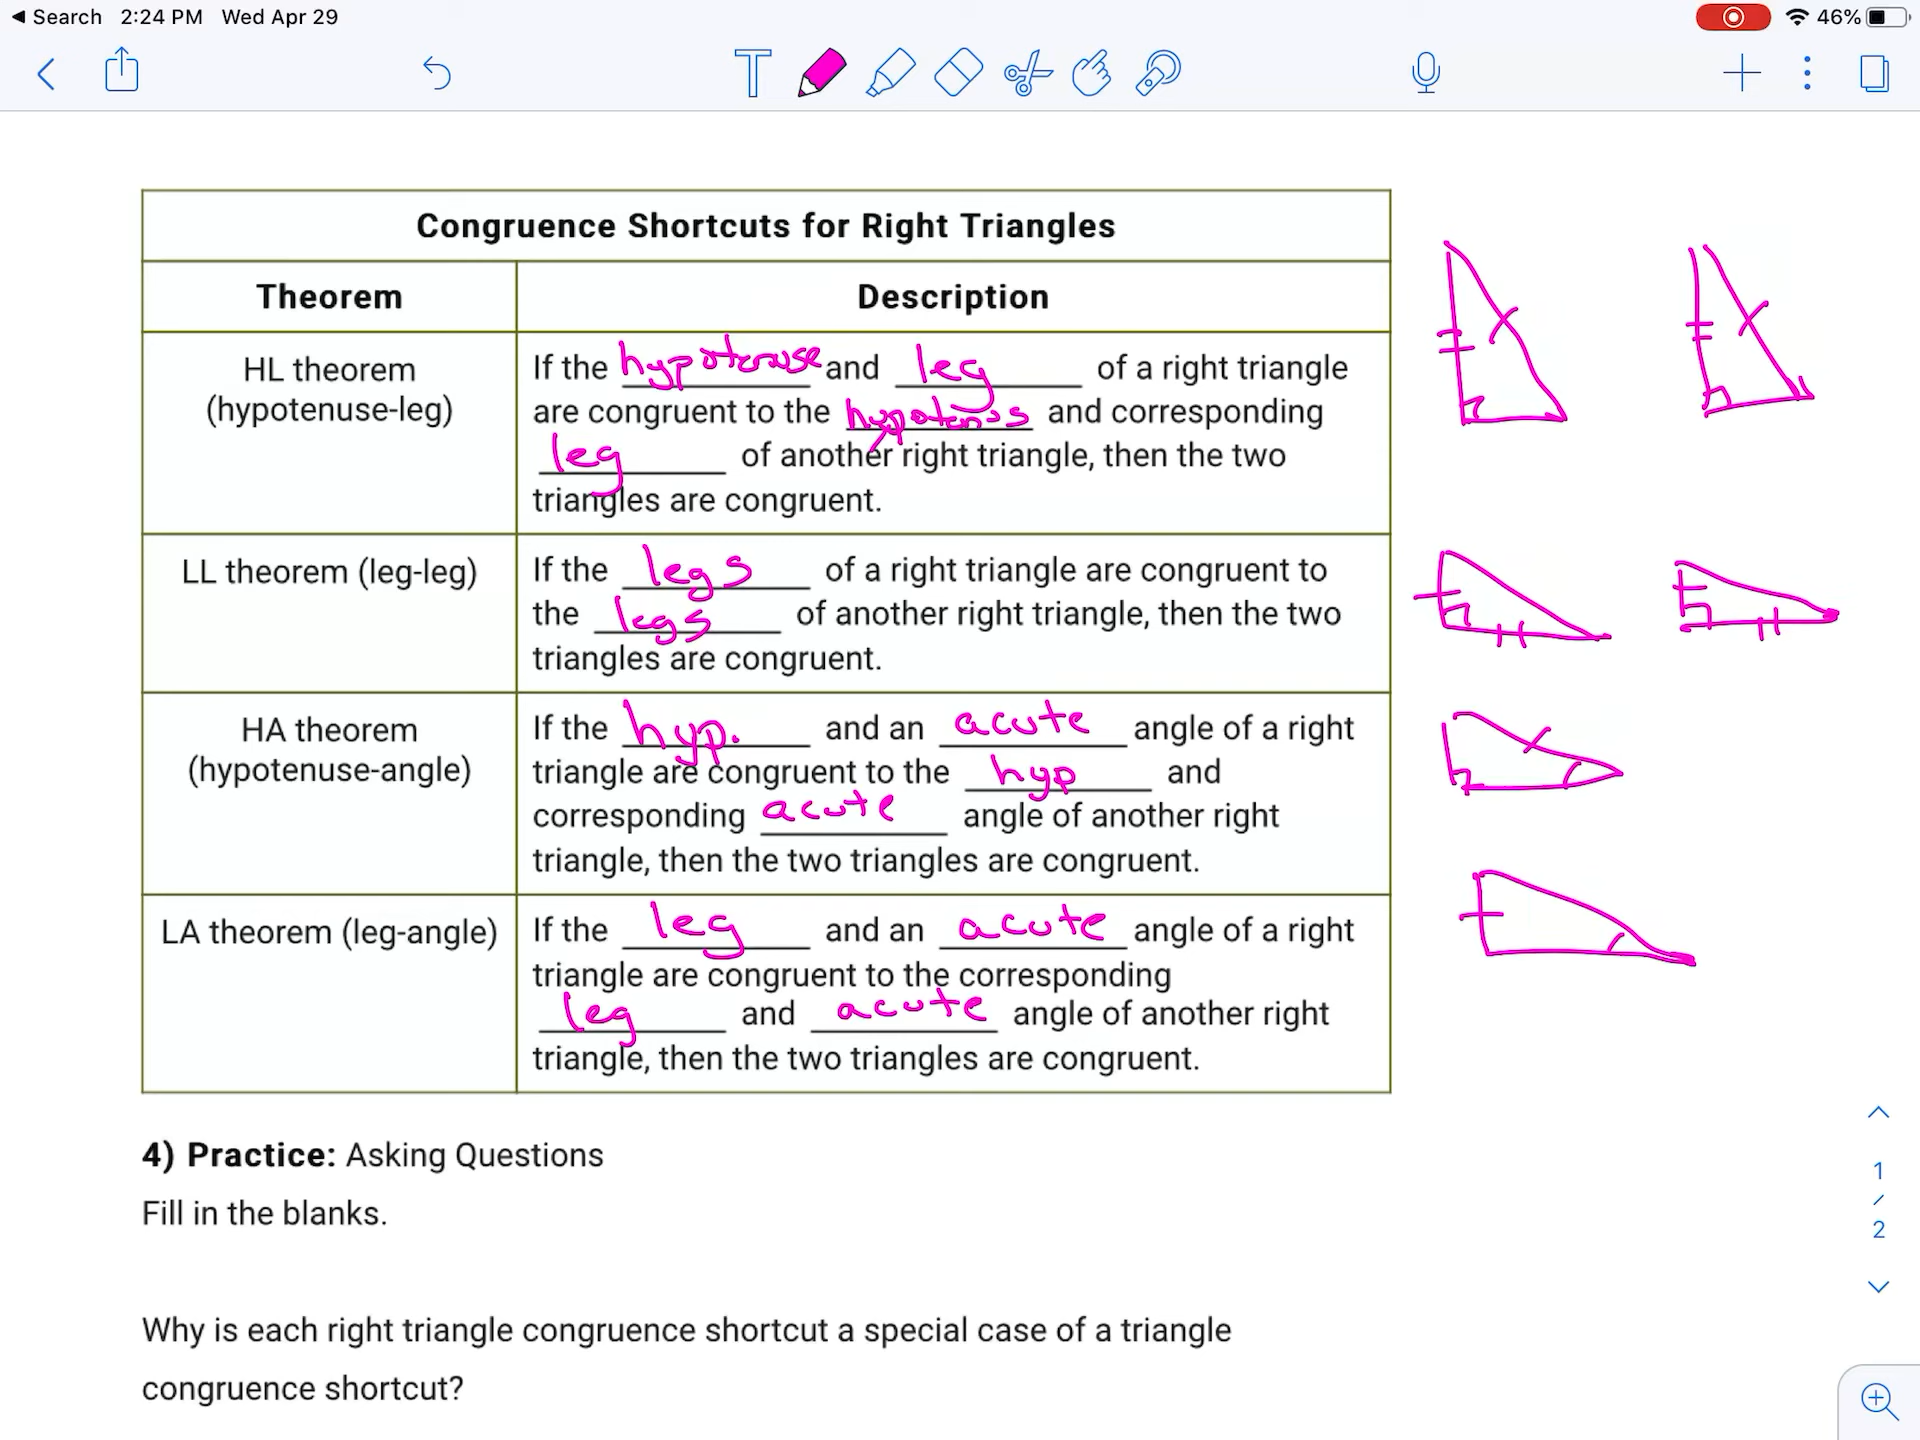 Search 2:24 PM Wed Apr 29
46%
Congruence Shortcuts for Right Triangles
Theorem Description
HL theorem
(hypotenuse-leg)
If the hypotenuse and leg of a right triangle
are congruent to the hypotenus and corresponding
leg of another right triangle, then the two
triangles are congruent.
LL theorem (leg-leg)
If the legs of a right triangle are congruent to
the legs of another right triangle, then the two
triangles are congruent.
HA theorem
(hypotenuse-angle)
If the hyp. and an acute angle of a right
triangle are congruent to the hyp and
corresponding acute angle of another right
triangle, then the two triangles are congruent.
LA theorem (leg-angle)
If the leg and an acute angle of a right
triangle are congruent to the corresponding
leg and acute angle of another right
triangle, then the two triangles are congruent.
4) Practice: Asking Questions
Fill in the blanks.
Why is each right triangle congruence shortcut a special case of a triangle
congruence shortcut?
1
/
2